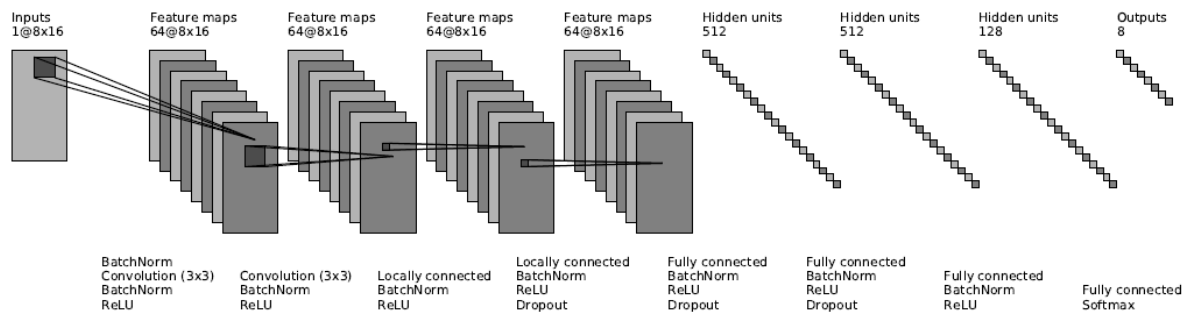 Inputs
1@8x16
Feature maps
64@8x16
Feature maps
64@8x16
Feature maps
64@8x16
Feature maps
64@8x16
Hidden units
512
Hidden units
512
Hidden units
128
Outputs
8
BatchNorm
Convolution (3x3)
BatchNorm
ReLU
Convolution (3x3)
BatchNorm
ReLU
Locally connected
BatchNorm
ReLU
Locally connected
BatchNorm
ReLU
Dropout
Fully connected
BatchNorm
ReLU
Dropout
Fully connected
BatchNorm
ReLU
Dropout
Fully connected
BatchNorm
ReLU
Fully connected
Softmax